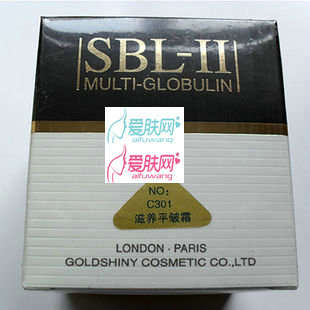 SBL-II
MULTI-GLOBULIN
爱肤网
aifuwang
爱肤网
aifuwang
NO:
C301
滋养平皱霜
LONDON · PARIS
GOLDSHINY COSMETIC CO.,LTD